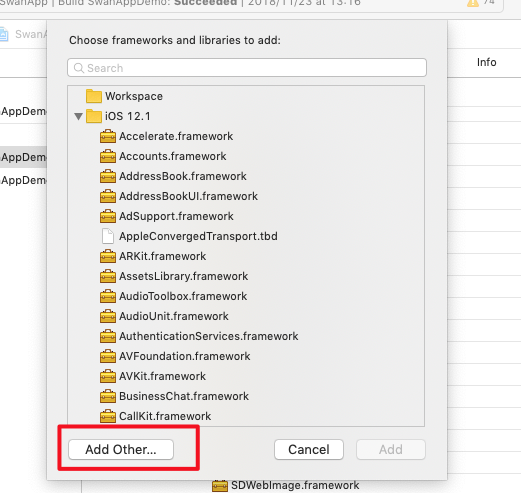 SwanApp | Build SwanAppDemo: Succeeded | 2018/11/23 at 13:16
74
SwanA
Choose frameworks and libraries to add:
Search
Info
Workspace
iOS 12.1
Accelerate.framework
Accounts.framework
AddressBook.framework
AddressBookUI.framework
AdSupport.framework
AppleConvergedTransport.tbd
ARKit.framework
AssetsLibrary.framework
AudioToolbox.framework
AudioUnit.framework
AuthenticationServices.framework
AVFoundation.framework
AVKit.framework
BusinessChat.framework
CallKit.framework
nAppDemo
AppDemo
AppDemo
Add Other...
Cancel
Add
SDWebImage.framework